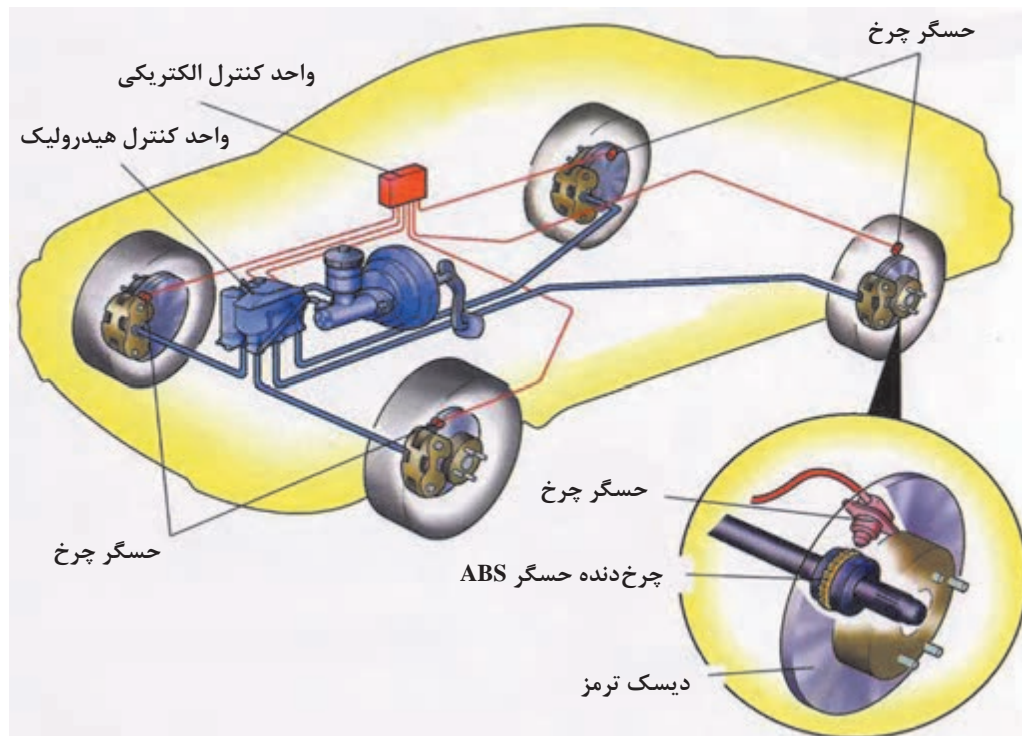 حسگر چرخ
واحد کنترل الکتریکی
واحد کنترل هیدرولیک
حسگر چرخ
حسگر چرخ
چرخ‌دنده حسگر ABS
دیسک ترمز